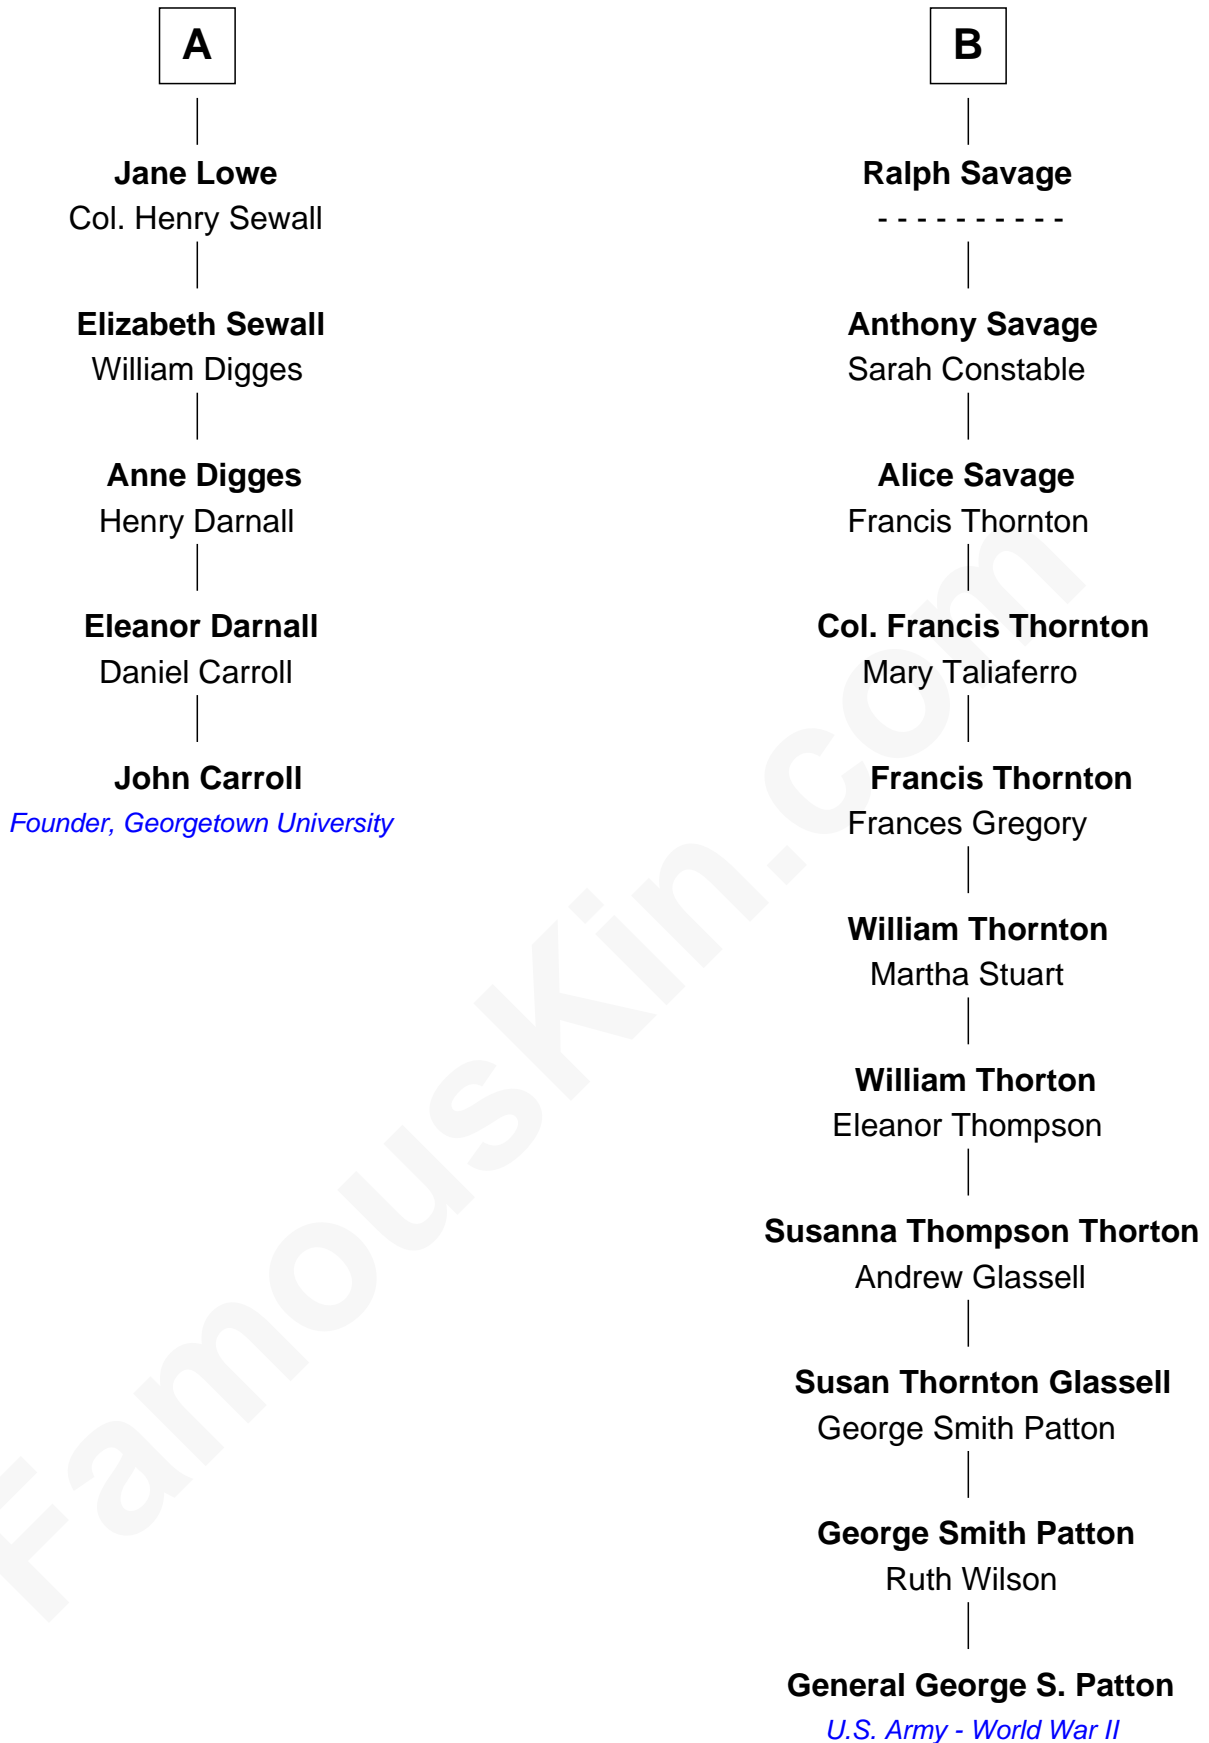 A
Jane Lowe
Col. Henry Sewall
Elizabeth Sewall
William Digges
Anne Digges
Henry Darnall
Eleanor Darnall
Daniel Carroll
John Carroll
Founder, Georgetown University
B
Ralph Savage
- - - - - - - - - -
Anthony Savage
Sarah Constable
Alice Savage
Francis Thornton
Col. Francis Thornton
Mary Taliaferro
Francis Thornton
Frances Gregory
William Thornton
Martha Stuart
William Thorton
Eleanor Thompson
Susanna Thompson Thorton
Andrew Glassell
Susan Thornton Glassell
George Smith Patton
George Smith Patton
Ruth Wilson
General George S. Patton
U.S. Army - World War II
FamousKin.com